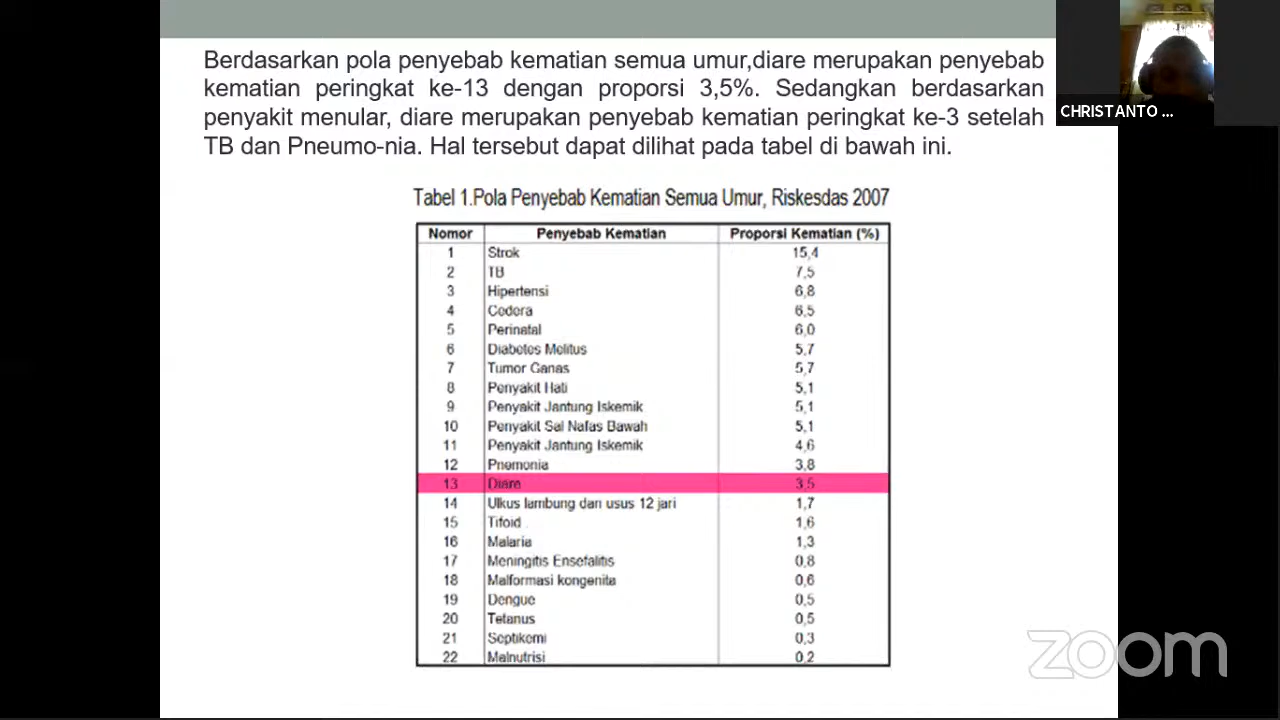 Berdasarkan pola penyebab kematian semua umur,diare merupakan penyebab
kematian peringkat ke-13 dengan proporsi 3,5%. Sedangkan berdasarkan
penyakit menular, diare merupakan penyebab kematian peringkat ke-3 setelah
TB dan Pneumo-nia. Hal tersebut dapat dilihat pada tabel di bawah ini.
CHRISTANTO ...
Tabel 1.Pola Penyebab Kematian Semua Umur, Riskesdas 2007
Nomor Penyebab Kematian Proporsi Kematian (%)
1 Strok 15,4
2 TB 7,5
3 Hipertensi 6,8
4 Cedera 6,5
5 Perinatal 6,0
6 Diabetes Melitus 5,7
7 Tumor Ganas 5,7
8 Penyakit Hati 5,1
9 Penyakit Jantung Iskemik 5,1
10 Penyakit Sal Nafas Bawah 5,1
11 Penyakit Jantung Iskemik 4,6
12 Pnemonia 3,8
13 Diare 3,5
14 Ulkus lambung dan usus 12 jari 1,7
15 Tifoid 1,6
16 Malaria 1,3
17 Meningitis Ensefalitis 0,8
18 Malformasi kongenita 0,6
19 Dengue 0,5
20 Tetanus 0,5
21 Septikemi 0,3
22 Malnutrisi 0,2
zoom